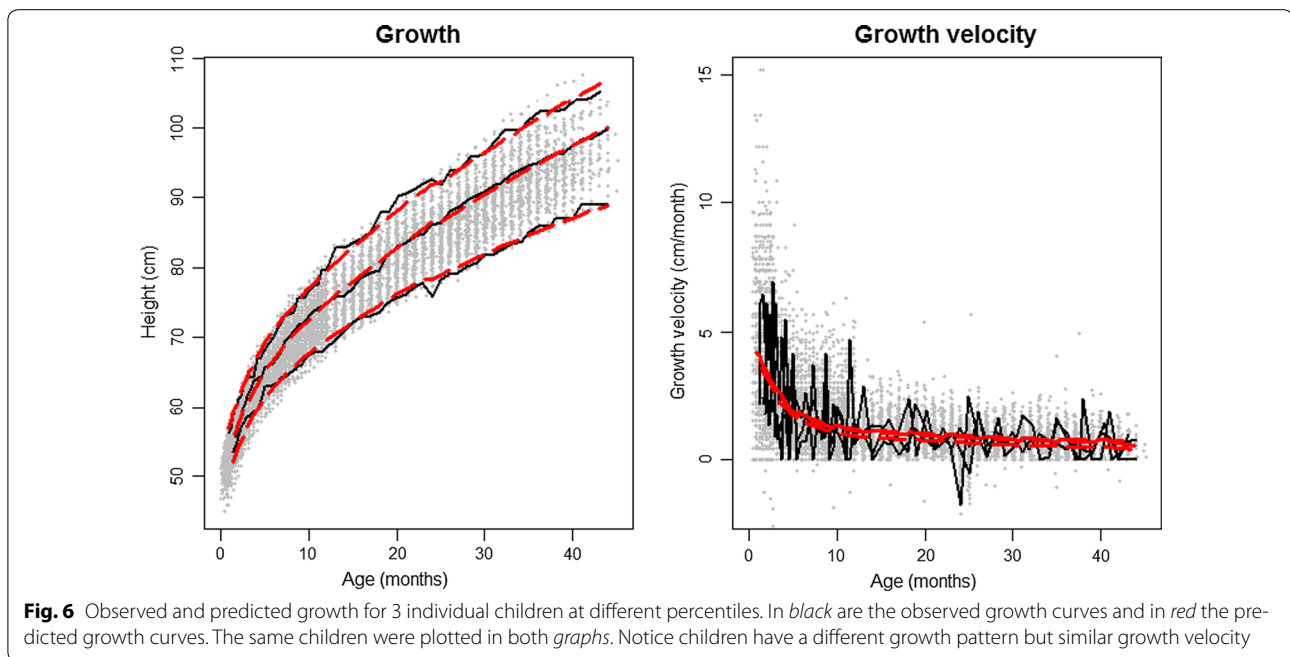 Growth
Growth velocity
110
100
90
80
70
60
50
Height (cm)
0 10 20 30 40
Age (months)
15
10
5
0
Growth velocity (cm/month)
0 10 20 30 40
Age (months)
Fig. 6 Observed and predicted growth for 3 individual children at different percentiles. In black are the observed growth curves and in red the pre-
dicted growth curves. The same children were plotted in both graphs. Notice children have a different growth pattern but similar growth velocity